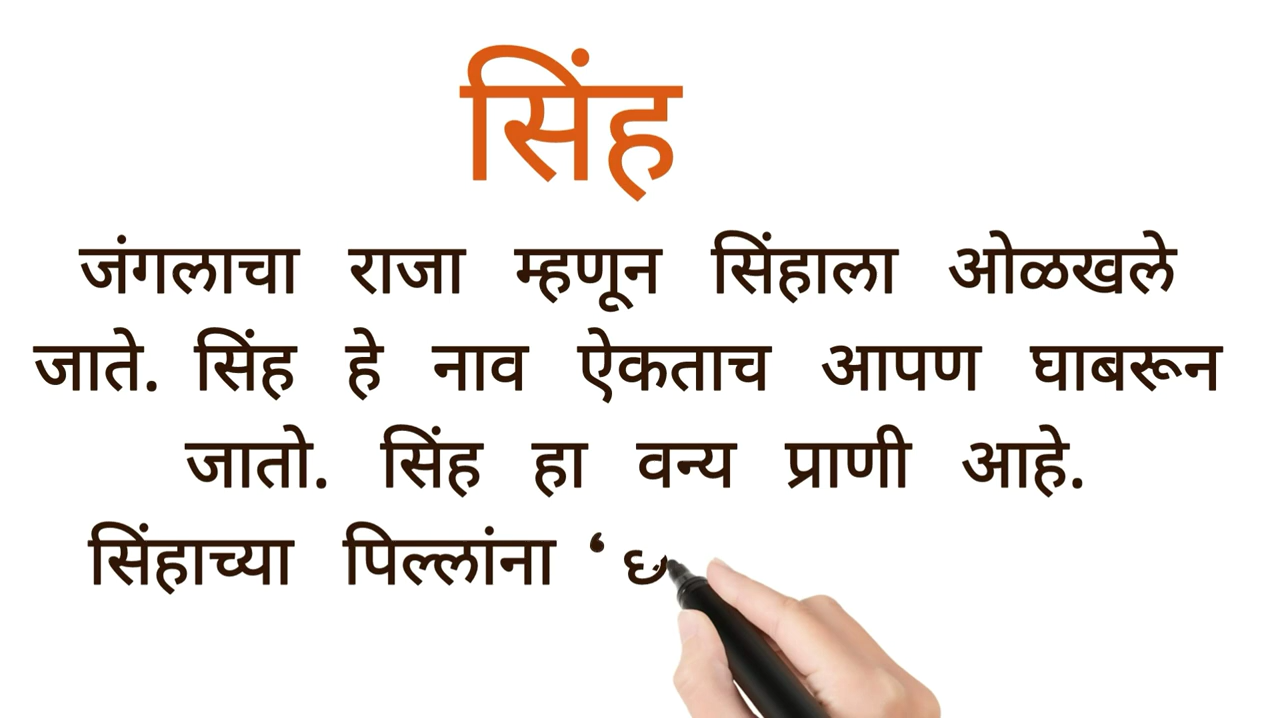 सिंह
जंगलाचा राजा म्हणून सिंहाला ओळखले
जाते. सिंह हे नाव ऐकताच आपण घाबरून
जातो. सिंह हा वन्य प्राणी आहे.
सिंहाच्या पिल्लांना ‘